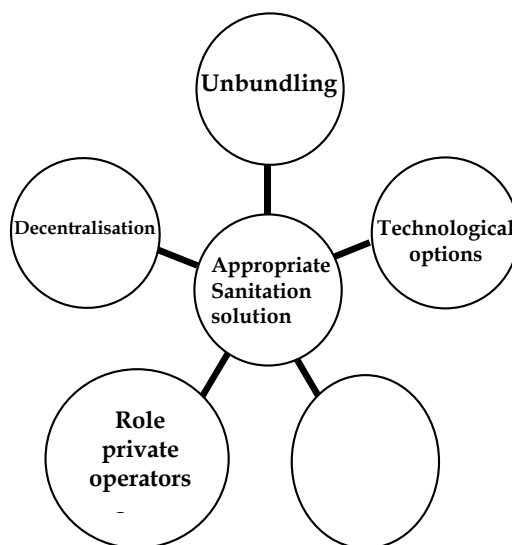 Unbundling
Decentralisation
Technological
options
Appropriate
Sanitation
solution
Role
private
operators